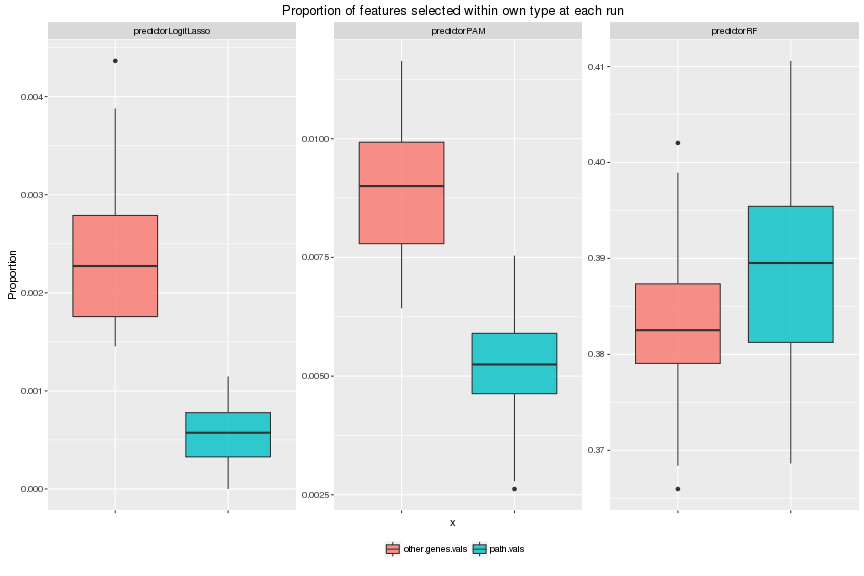 Proportion of features selected within own type at each run
predictorLogitLasso
predictorPAM
predictorRF
Proportion
0.004
0.003
0.002
0.001
0.000
0.0100
0.0075
0.0050
0.0025
0.41
0.40
0.39
0.38
0.37
x
other.genes.vals
path.vals